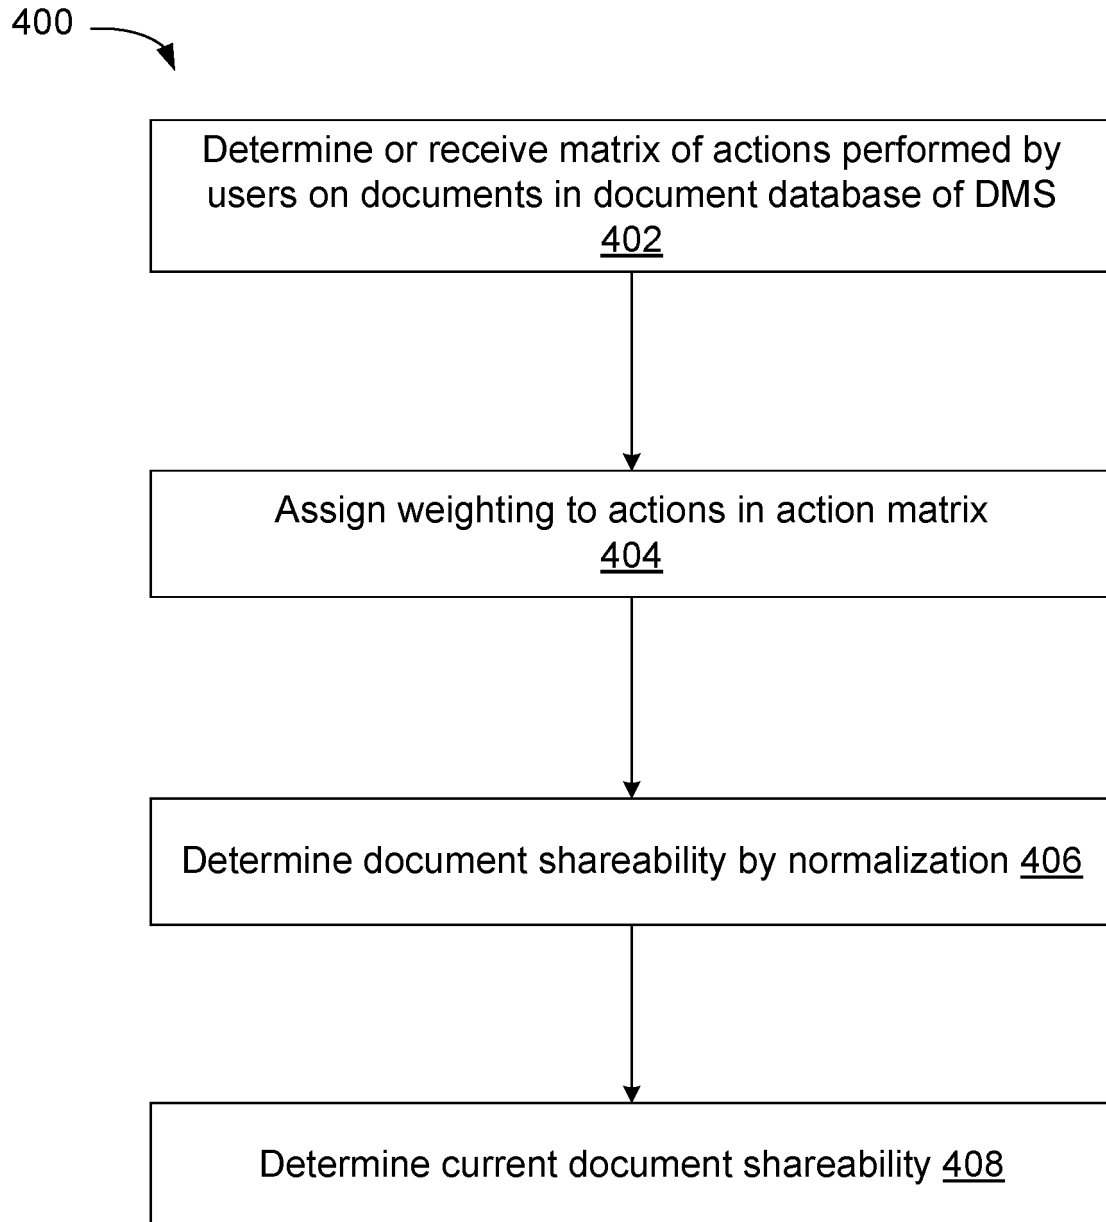 400
Determine or receive matrix of actions performed by
users on documents in document database of DMS
402
Assign weighting to actions in action matrix
404
Determine document shareability by normalization 406
Determine current document shareability 408